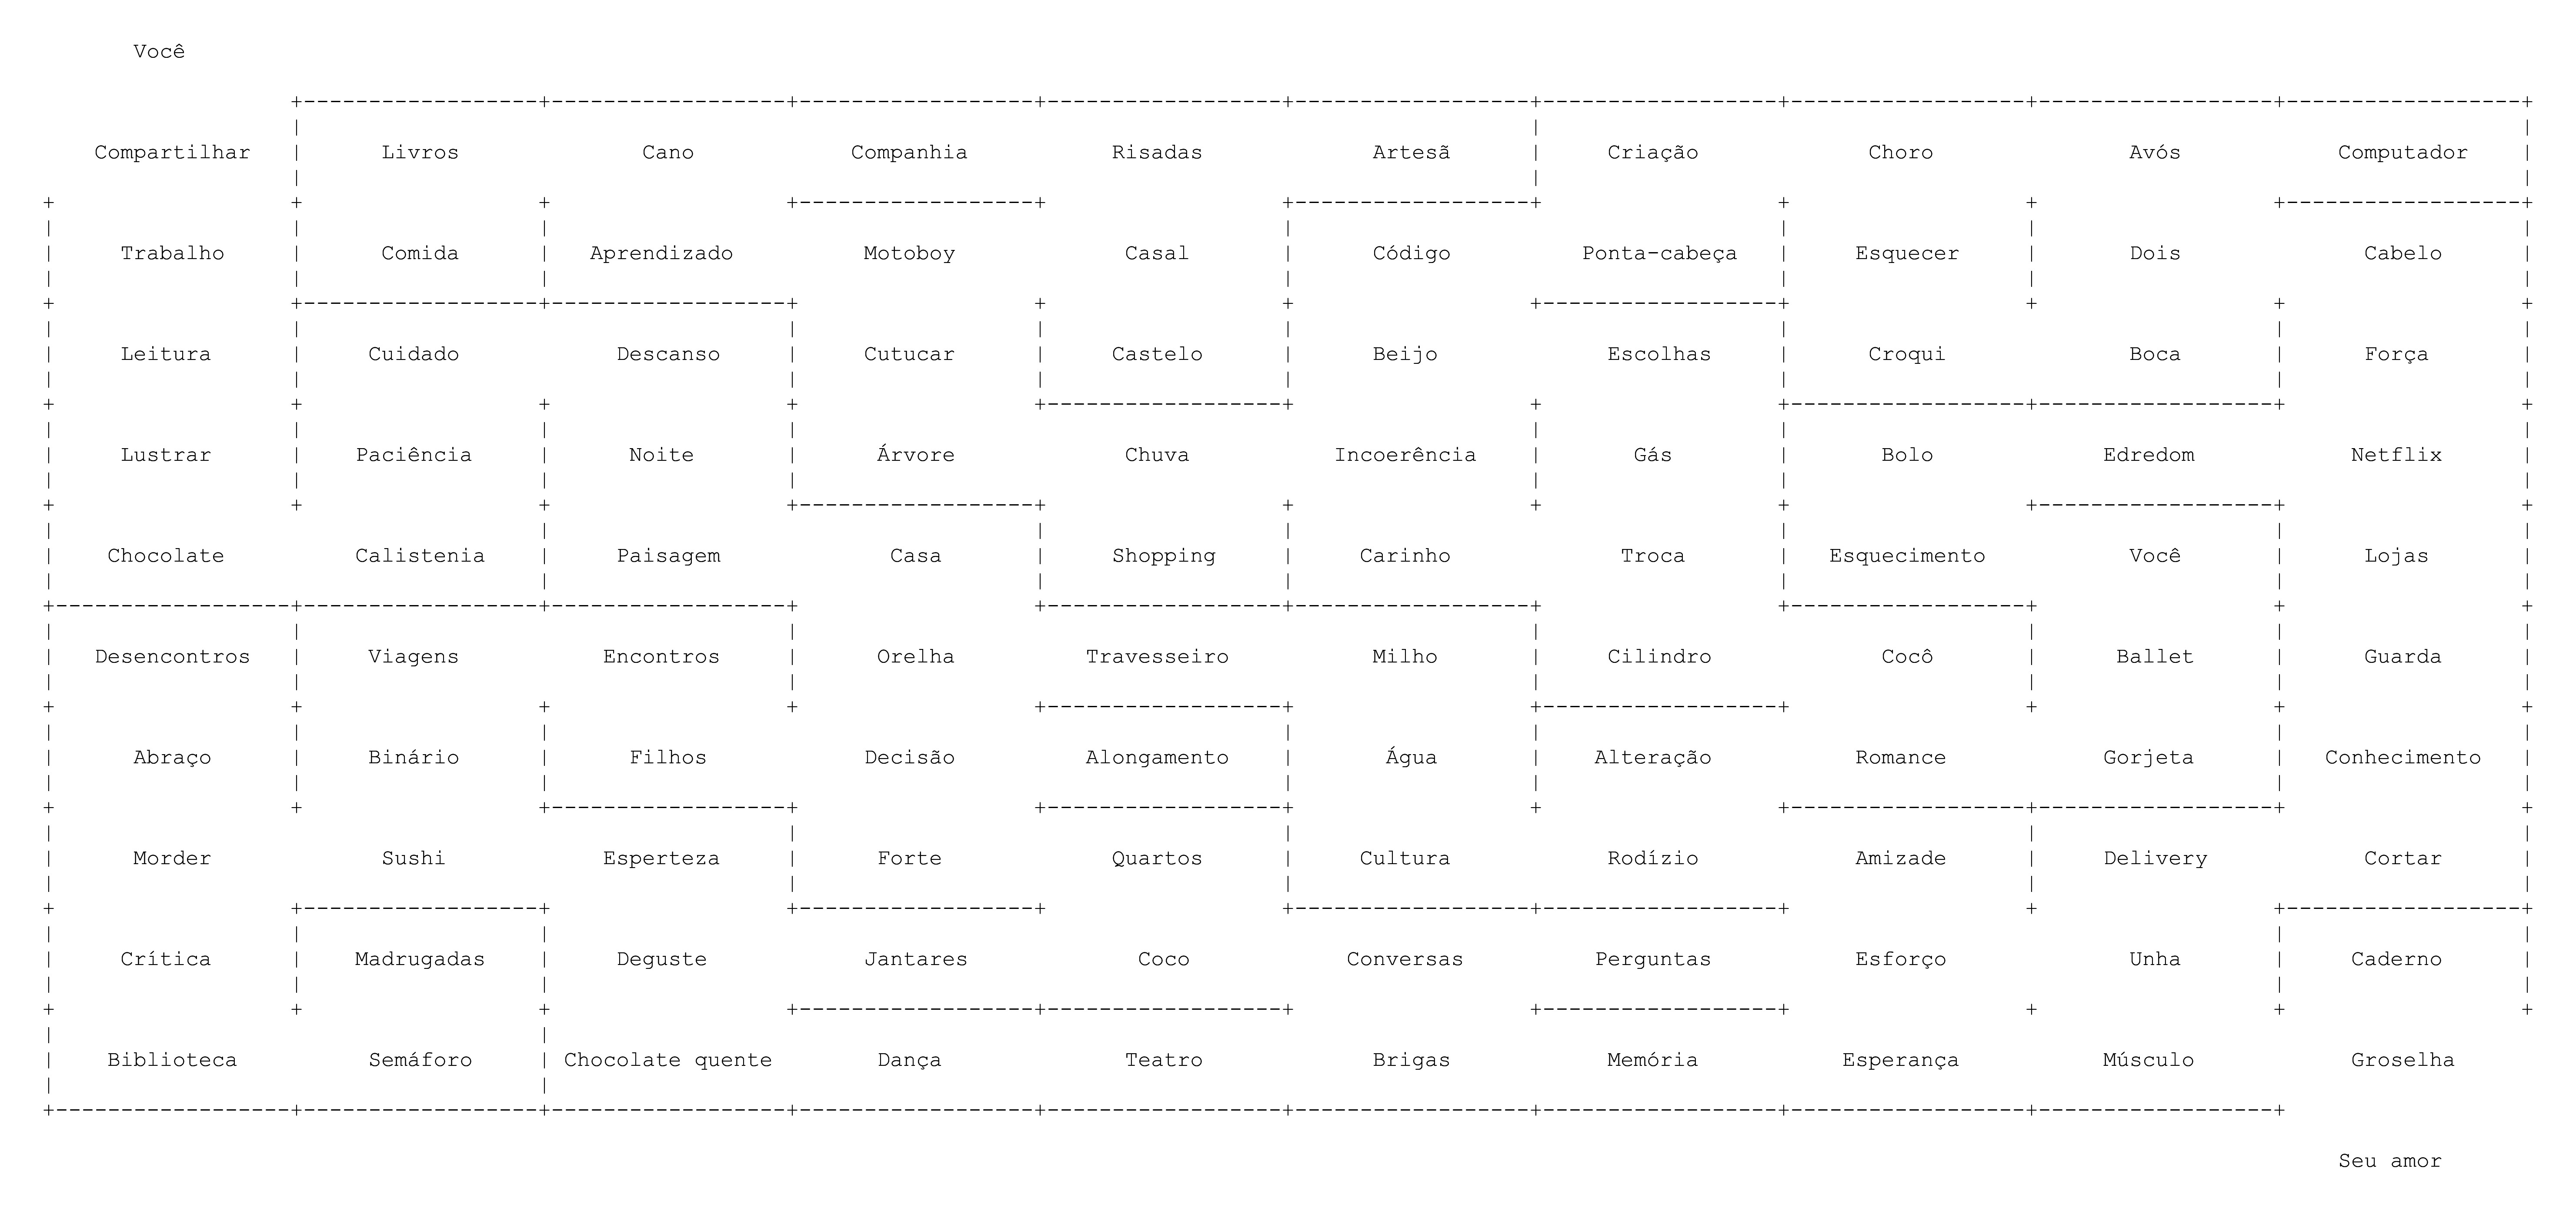 Você
Compartilhar Livros Cano Companhia Risadas Artesã Criação Choro Avós Computador
Trabalho Comida Aprendizado Motoboy Casal Código Ponta-cabeça Esquecer Dois Cabelo
Leitura Cuidado Descanso Cutucar Castelo Beijo Escolhas Croqui Boca Força
Lustrar Paciência Noite Árvore Chuva Incoerência Gás Bolo Edredom Netflix
Chocolate Calistenia Paisagem Casa Shopping Carinho Troca Esquecimento Você Lojas
Desencontros Viagens Encontros Orelha Travesseiro Milho Cilindro Cocô Ballet Guarda
Abraço Binário Filhos Decisão Alongamento Água Alteração Romance Gorjeta Conhecimento
Morder Sushi Esperteza Forte Quartos Cultura Rodízio Amizade Delivery Cortar
Crítica Madrugadas Deguste Jantares Coco Conversas Perguntas Esforço Unha Caderno
Biblioteca Semáforo Chocolate quente Dança Teatro Brigas Memória Esperança Músculo Groselha
Seu amor